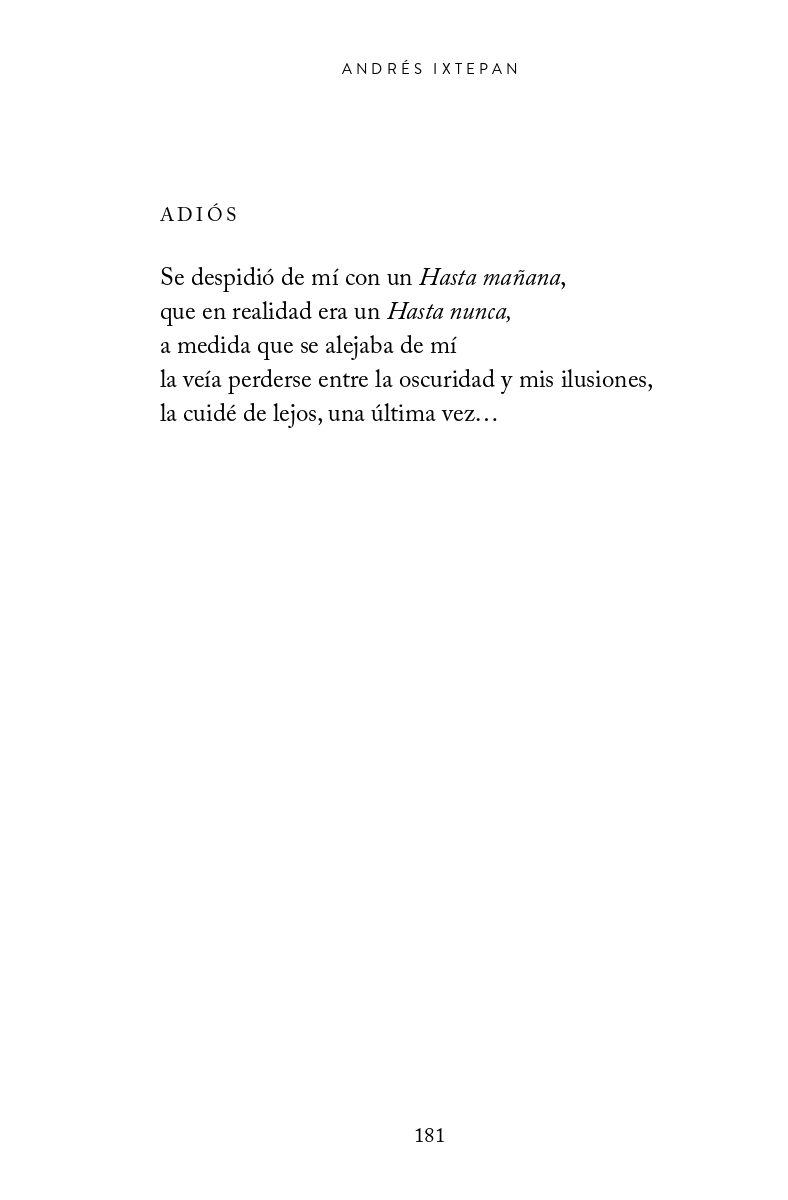 ANDRÉS IXTEPAN
ADIÓS
Se despidió de mí con un Hasta mañana,
que en realidad era un Hasta nunca,
a medida que se alejaba de mí
la veía perderse entre la oscuridad y mis ilusiones,
la cuidé de lejos, una última vez…
181